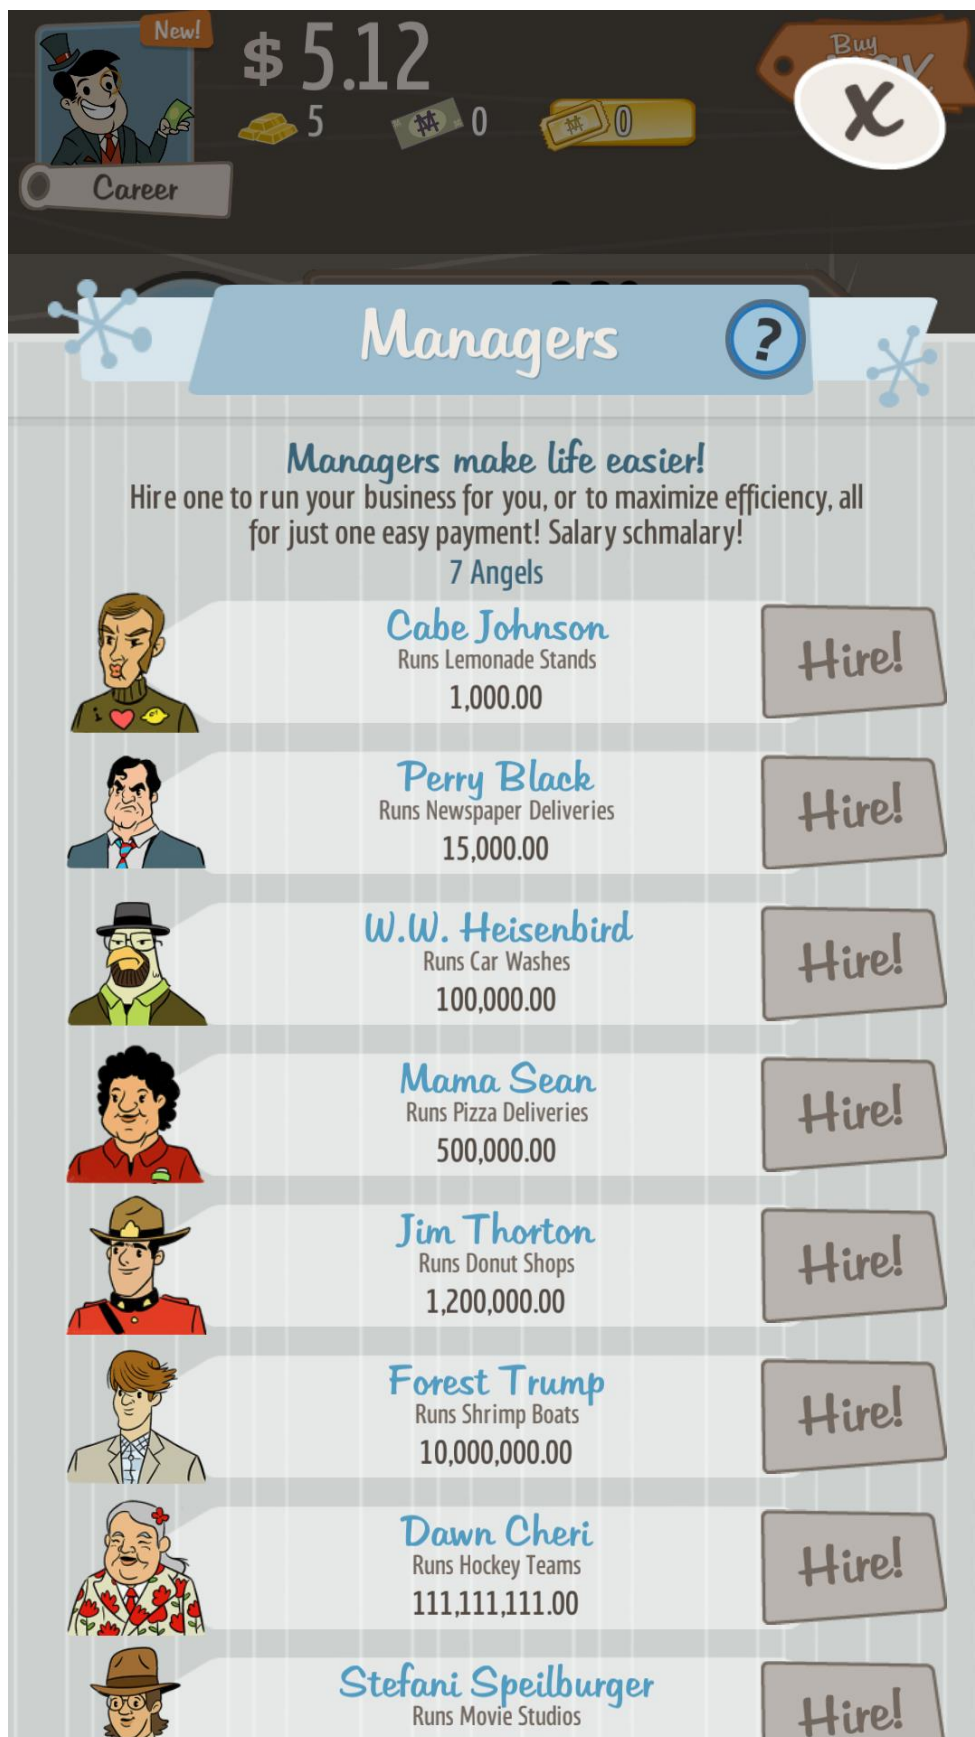 New!
$ 5.12
Buy
5
0
0
X
Career
Managers
?
Managers make life easier!
Hire one to run your business for you, or to maximize efficiency, all
for just one easy payment! Salary schmalary!
7 Angels
Cabe Johnson
Runs Lemonade Stands
1,000.00
Hire!
Perry Black
Runs Newspaper Deliveries
15,000.00
Hire!
W.W. Heisenbird
Runs Car Washes
100,000.00
Hire!
Mama Sean
Runs Pizza Deliveries
500,000.00
Hire!
Jim Thorton
Runs Donut Shops
1,200,000.00
Hire!
Forest Trump
Runs Shrimp Boats
10,000,000.00
Hire!
Dawn Cheri
Runs Hockey Teams
111,111,111.00
Hire!
Stefani Speilburger
Runs Movie Studios
Hire!